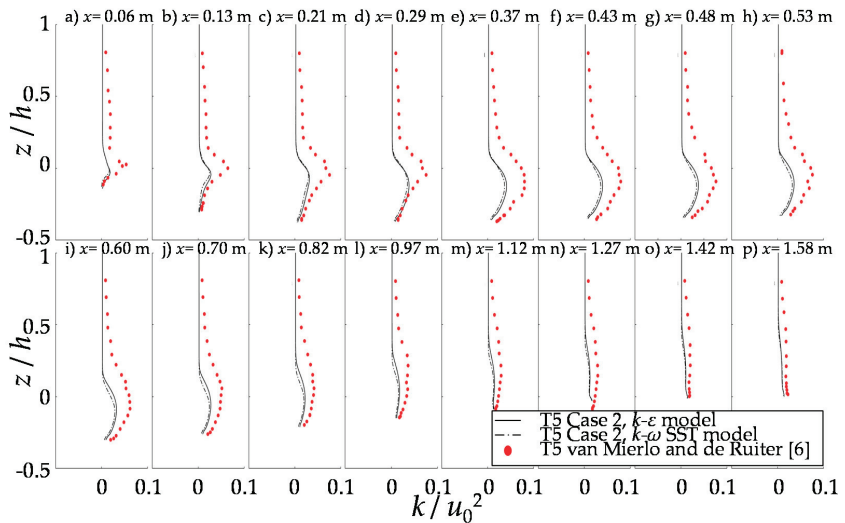 a) x= 0.06 m b) x= 0.13 m c) x= 0.21 m d) x= 0.29 m e) x= 0.37 m f) x= 0.43 m g) x= 0.48 m h) x= 0.53 m
1
0.5
0
-0.5
z / h
i) x= 0.60 m j) x= 0.70 m k) x= 0.82 m l) x= 0.97 m m) x= 1.12 m n) x= 1.27 m o) x= 1.42 m p) x= 1.58 m
1
0.5
0
-0.5
z / h
T5 Case 2, k-ε model
T5 Case 2, k-ω SST model
T5 van Mierlo and de Ruiter [6]
0 0.1 0 0.1 0 0.1 0 0.1 0 0.1 0 0.1 0 0.1 0 0.1
k / u₀²